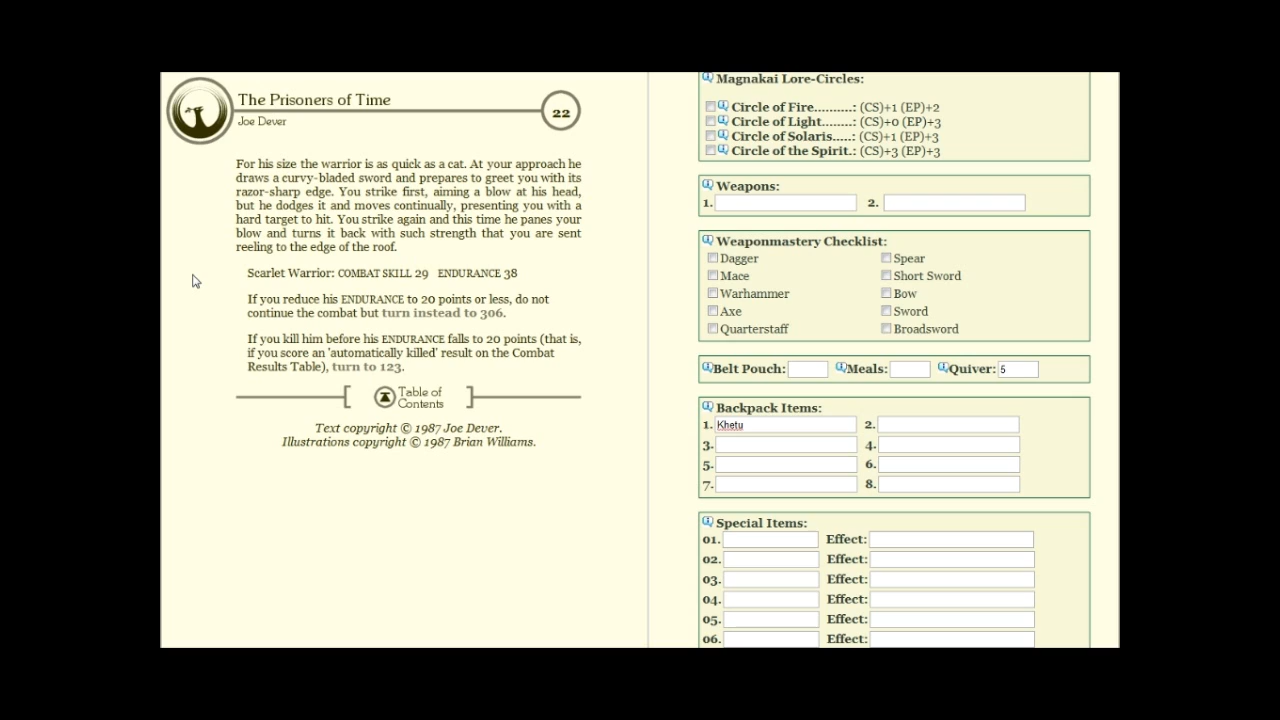 The Prisoners of Time
22
Joe Dever
For his size the warrior is as quick as a cat. At your approach he
draws a curvy-bladed sword and prepares to greet you with its
razor-sharp edge. You strike first, aiming a blow at his head,
but he dodges it and moves continually, presenting you with a
hard target to hit. You strike again and this time he panes your
blow and turns it back with such strength that you are sent
reeling to the edge of the roof.
Scarlet Warrior: COMBAT SKILL 29 ENDURANCE 38
If you reduce his ENDURANCE to 20 points or less, do not
continue the combat but turn instead to 306.
If you kill him before his ENDURANCE falls to 20 points (that is,
if you score an 'automatically killed' result on the Combat
Results Table), turn to 123.
Table of
Contents
Text copyright © 1987 Joe Dever.
Illustrations copyright © 1987 Brian Williams.
Magnakai Lore-Circles:
Circle of Fire..........: (CS)+1 (EP)+2
Circle of Light........: (CS)+0 (EP)+3
Circle of Solaris.....: (CS)+1 (EP)+3
Circle of the Spirit.: (CS)+3 (EP)+3
Weapons:
1. 2.
Weaponmastery Checklist:
Dagger Spear
Mace Short Sword
Warhammer Bow
Axe Sword
Quarterstaff Broadsword
Belt Pouch: Meals: Quiver: 5
Backpack Items:
1. Khetu 2.
3. 4.
5. 6.
7. 8.
Special Items:
01. Effect:
02. Effect:
03. Effect:
04. Effect:
05. Effect:
06. Effect: